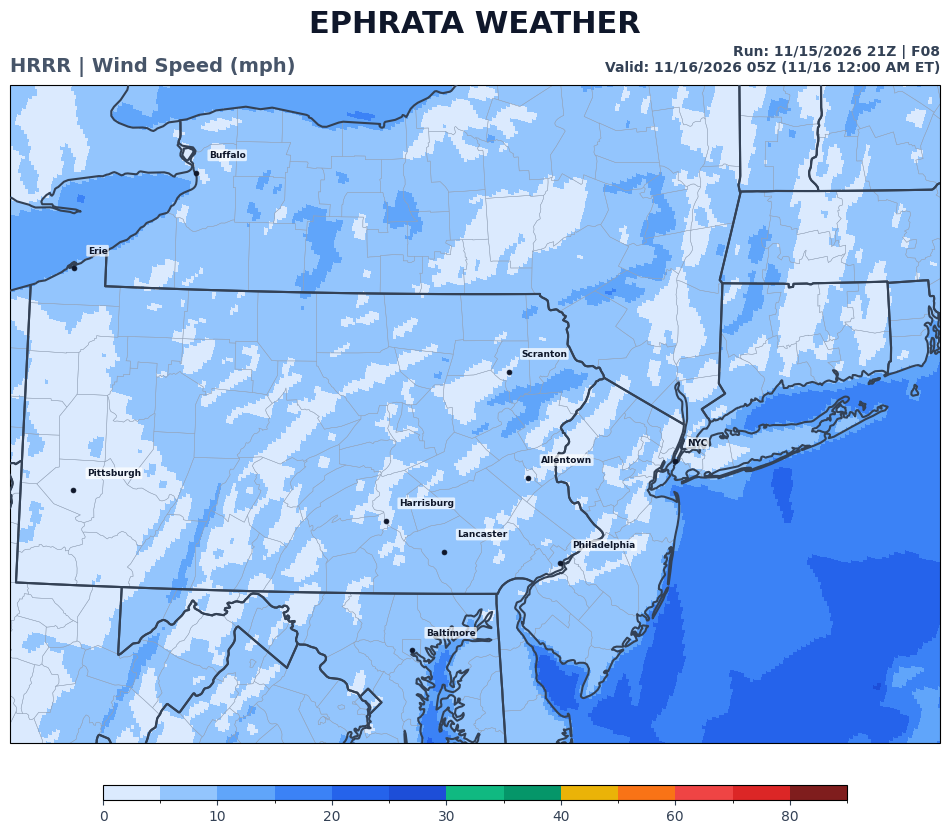 EPHRATA WEATHER
Run: 11/15/2026 21Z | F08
HRRR | Wind Speed (mph)
Valid: 11/16/2026 05Z (11/16 12:00 AM ET)
Buffalo
Erie
Scranton
NYC
Allentown
Pittsburgh
Harrisburg
Lancaster
Philadelphia
Baltimore
0 10 20 30 40 60 80